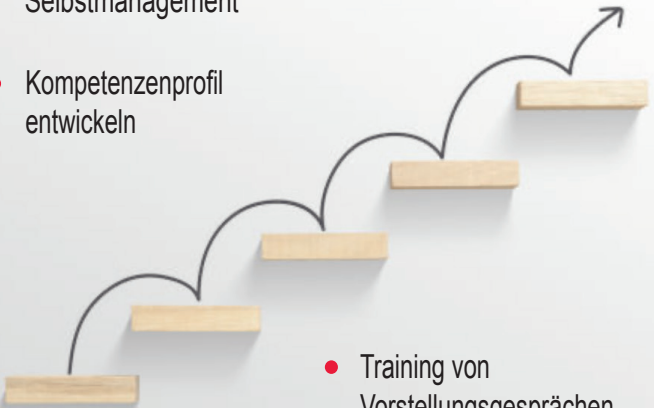 Selbstmanagement
• Kompetenzenprofil
entwickeln
• Training von
Vorstellungsgesprächen